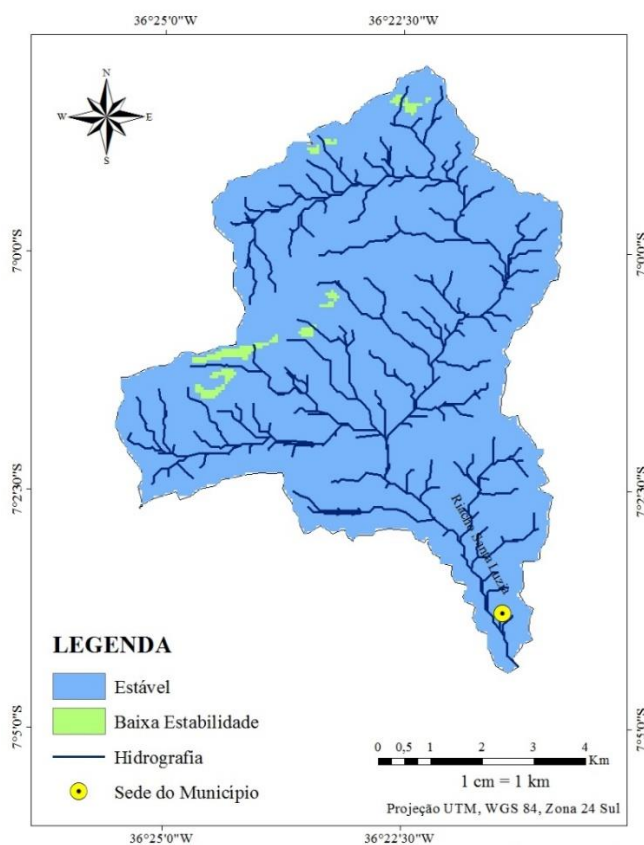 36°25'0"W
36°22'30"W
N
W
E
S
7°0'0"S
7°0'0"S
7°2'30"S
7°2'30"S
Riacho Santa Luzia
LEGENDA
Estável
Baixa Estabilidade
Hidrografia
Sede do Município
7°5'0"S
7°5'0"S
0 0,5 1 2 3 4
Km
1 cm = 1 km
Projeção UTM, WGS 84, Zona 24 Sul
36°25'0"W
36°22'30"W